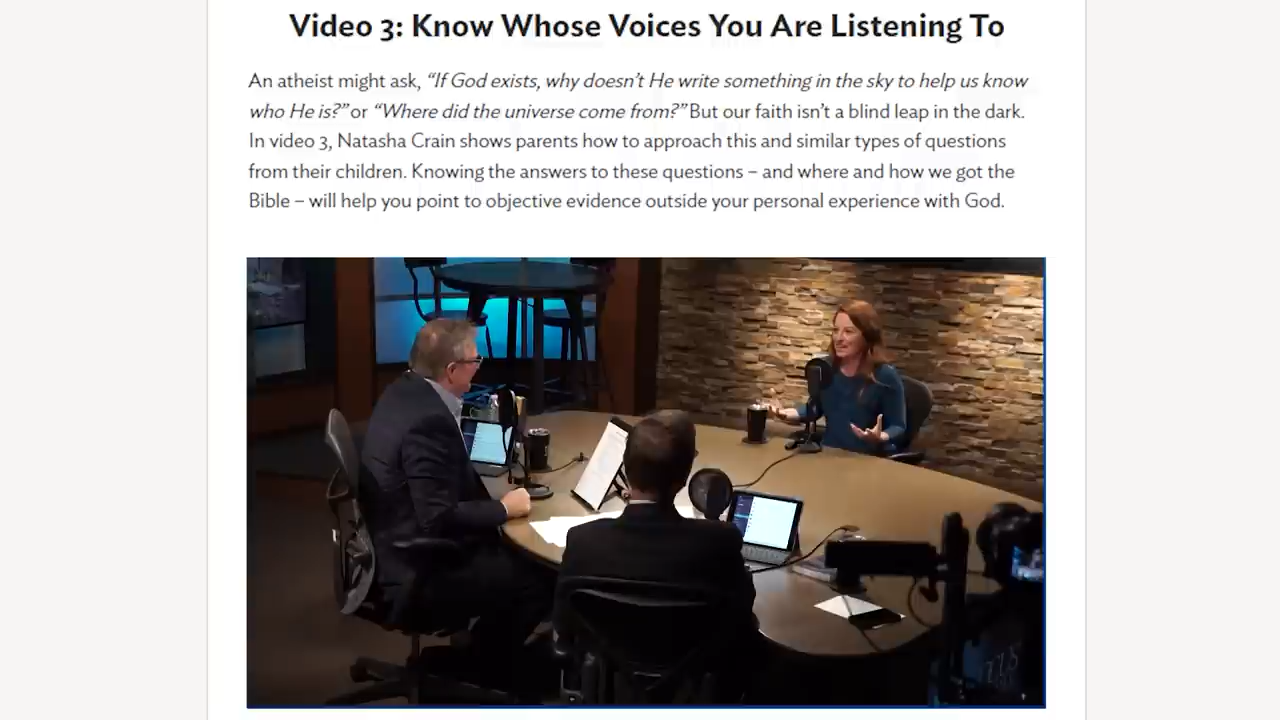 Video 3: Know Whose Voices You Are Listening To
An atheist might ask, “If God exists, why doesn’t He write something in the sky to help us know
who He is?” or “Where did the universe come from?” But our faith isn’t a blind leap in the dark.
In video 3, Natasha Crain shows parents how to approach this and similar types of questions
from their children. Knowing the answers to these questions – and where and how we got the
Bible – will help you point to objective evidence outside your personal experience with God.